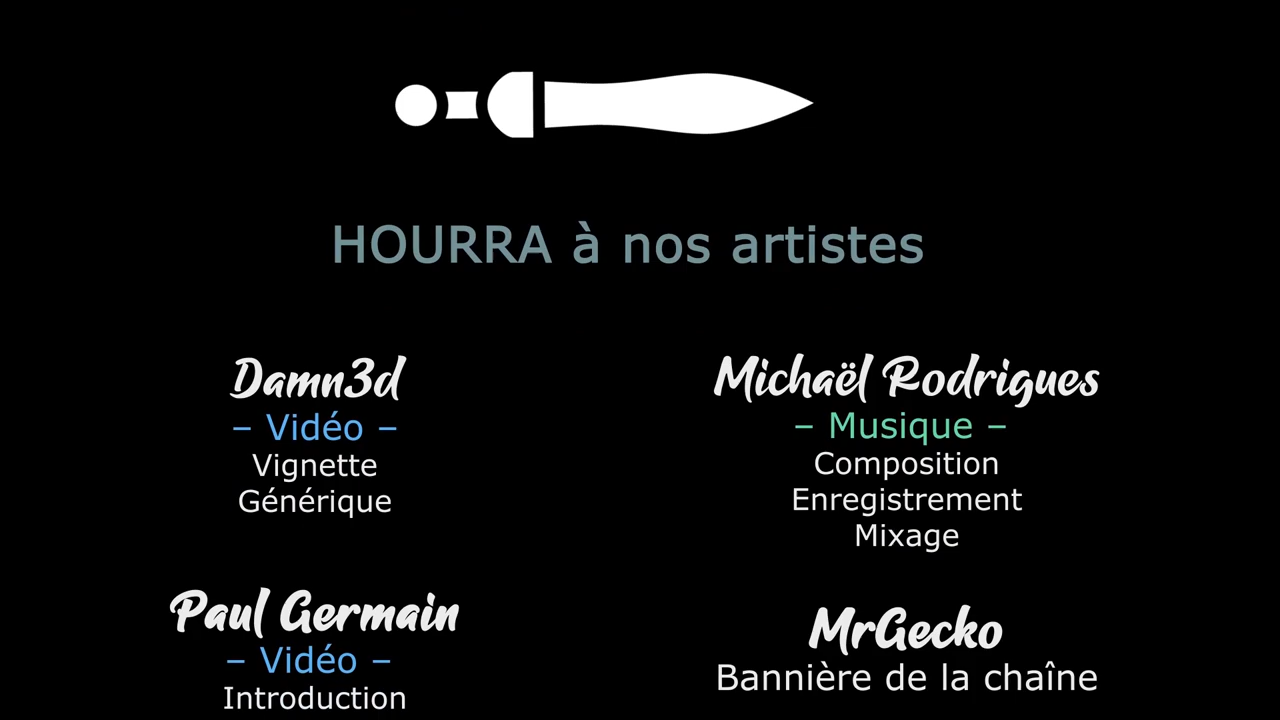 HOURRA à nos artistes
Damn3d
– Vidéo –
Vignette
Générique
Michaël Rodrigues
– Musique –
Composition
Enregistrement
Mixage
Paul Germain
– Vidéo –
Introduction
MrGecko
Bannière de la chaîne